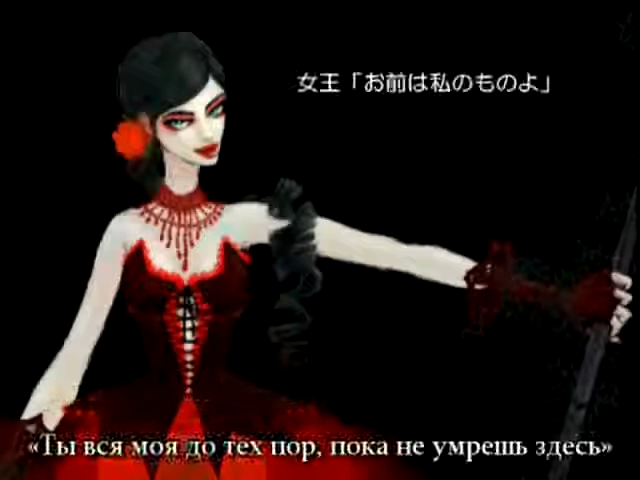 女王「お前は私のものよ」
«Ты вся моя до тех пор, пока не умрешь здесь»